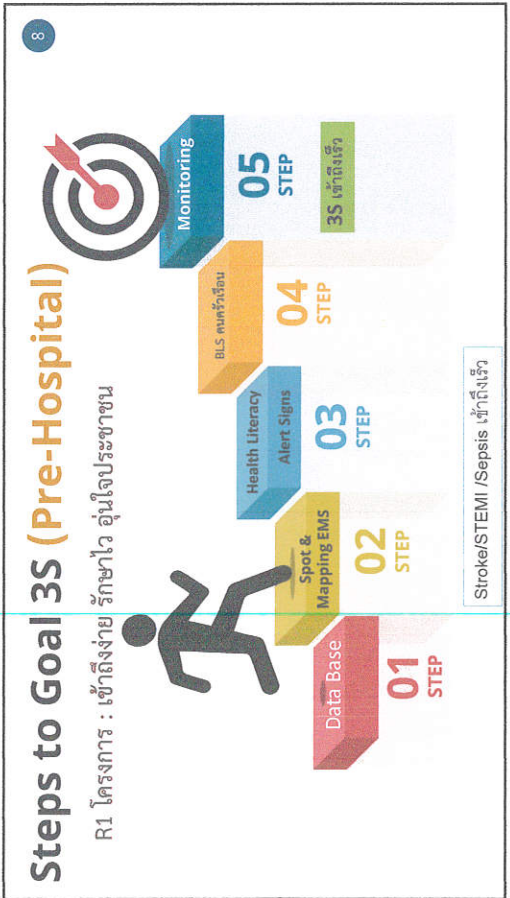 Steps to Goal 3S (Pre-Hospital)
8
R1 โครงการ : เข้าถึงง่าย รักษาไว อุ่นใจประชาชน
Data Base
01
STEP
Spot &
Mapping EMS
02
STEP
Health Literacy
Alert Signs
03
STEP
BLS คนครัวเรือน
04
STEP
Monitoring
05
STEP
3S เข้าถึงเร็ว
Stroke/STEMI /Sepsis เข้าถึงเร็ว